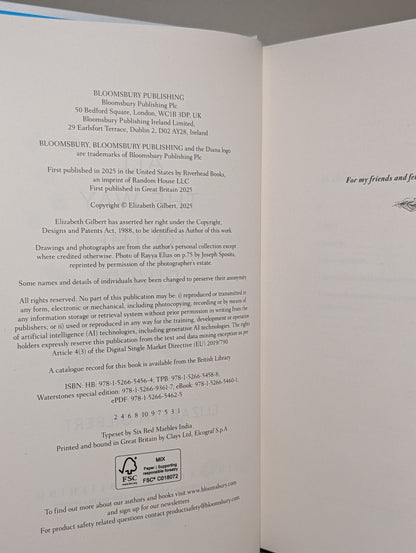 BLOOMSBURY PUBLISHING
Bloomsbury Publishing Plc
50 Bedford Square, London, WC1B 3DP, UK
Bloomsbury Publishing Ireland Limited,
29 Earlsfort Terrace, Dublin 2, D02 AY28, Ireland
BLOOMSBURY, BLOOMSBURY PUBLISHING and the Diana logo
are trademarks of Bloomsbury Publishing Plc
First published in 2025 in the United States by Riverhead Books,
an imprint of Random House LLC
First published in Great Britain 2025
Copyright © Elizabeth Gilbert, 2025
Elizabeth Gilbert has asserted her right under the Copyright,
Designs and Patents Act, 1988, to be identified as Author of this work
Drawings and photographs are from the author's personal collection except
where credited otherwise. Photo of Rayya Elias on p.75 by Joseph Sposita,
reprinted by permission of the photographer's estate.
Some names and details of individuals have been changed to preserve their anonymity
All rights reserved. No part of this publication may be: i) reproduced or transmitted in
any form, electronic or mechanical, including photocopying, recording or by means of
any information storage or retrieval system without prior permission in writing from the
publishers; or ii) used or reproduced in any way for the training, development or operation
of artificial intelligence (AI) technologies, including generative AI technologies. The rights
holders expressly reserve this publication from the text and data mining exception as per
Article 4(3) of the Digital Single Market Directive (EU) 2019/790
A catalogue record for this book is available from the British Library
ISBN: HB: 978-1-5266-5456-4; TPB: 978-1-5266-5458-8;
Waterstones special edition: 978-1-5266-9361-7; eBook: 978-1-5266-5460-1;
ePDF: 978-1-5266-5462-5
2 4 6 8 10 9 7 5 3 1
Typeset by Six Red Marbles India
Printed and bound in Great Britain by Clays Ltd, Elcograf S.p.A
FSC
MIX
Paper | Supporting
responsible forestry
FSC® C018072
To find out more about our authors and books visit www.bloomsbury.com
and sign up for our newsletters
For product safety related questions contact productsafety@bloomsbury.com
For my friends and fe